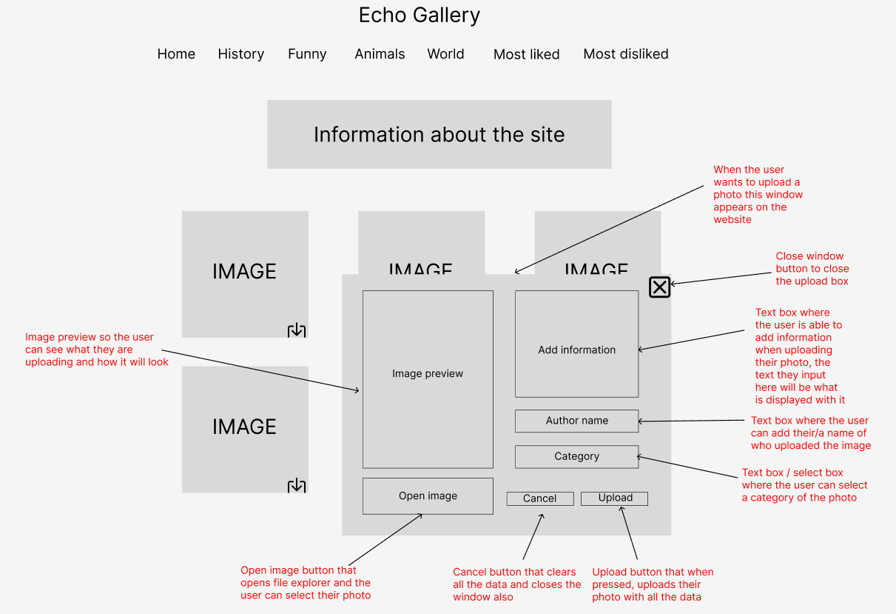 Echo Gallery
Home History Funny Animals World Most liked Most disliked
Information about the site
When the user
wants to upload a
photo this window
appears on the
website
IMAGE
IMAGE
IMAGE
Close window
button to close
the upload box
Image preview so the user
can see what they are
uploading and how it will look
Image preview
Add information
Text box where
the user is able to
add information
when uploading
their photo, the
text they input
here will be what
is displayed with it
IMAGE
Author name
Text box where the user
can add their/a name of
who uploaded the image
Category
Text box / select box
where the user can select
a category of the photo
Open image
Cancel
Upload
Open image button that
opens file explorer and the
user can select their photo
Cancel button that clears
all the data and closes the
window also
Upload button that when
pressed, uploads their
photo with all the data